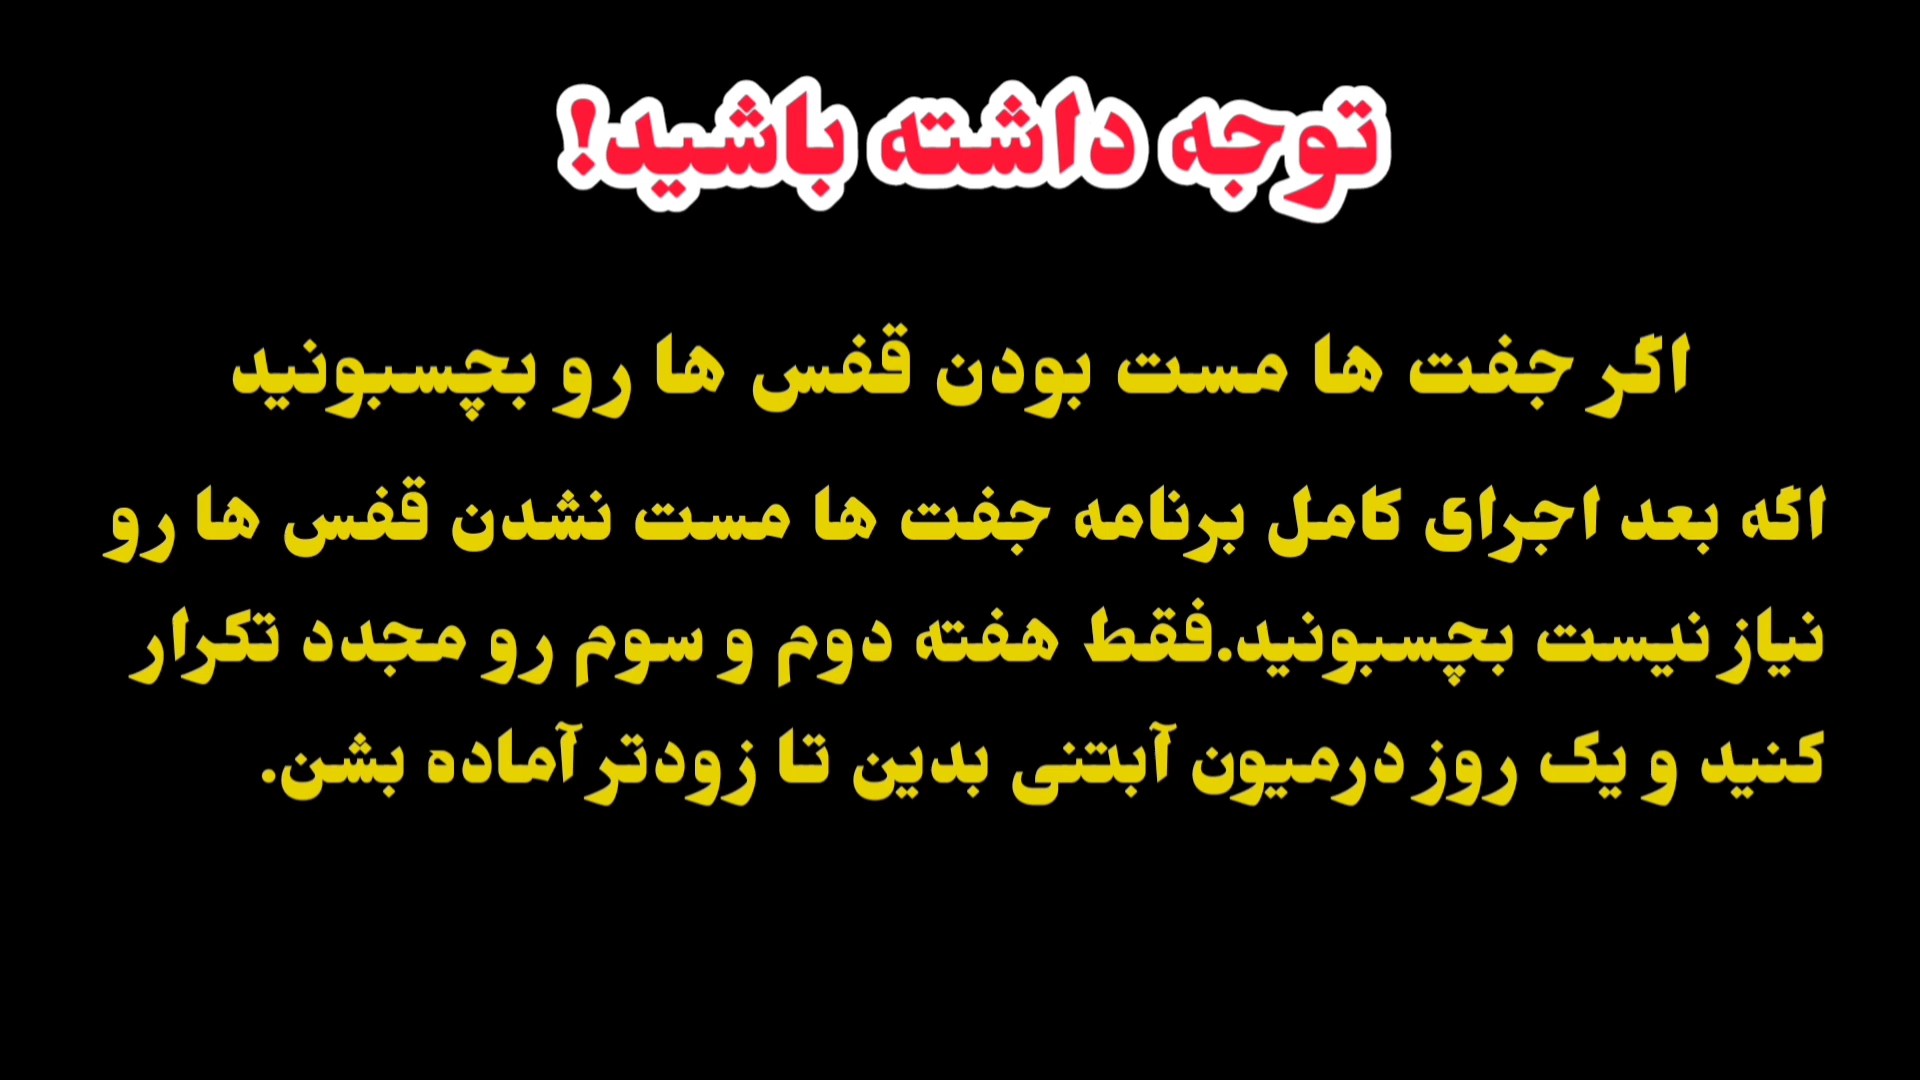 توجه داشته باشید!
اگر جفت ها مست بودن قفس ها رو بچسبونید
اگه بعد اجرای کامل برنامه جفت ها مست نشدن قفس ها رو
نیاز نیست بچسبونید.فقط هفته دوم و سوم رو مجدد تکرار
کنید و یک روز درمیون آبتنی بدین تا زودتر آماده بشن.